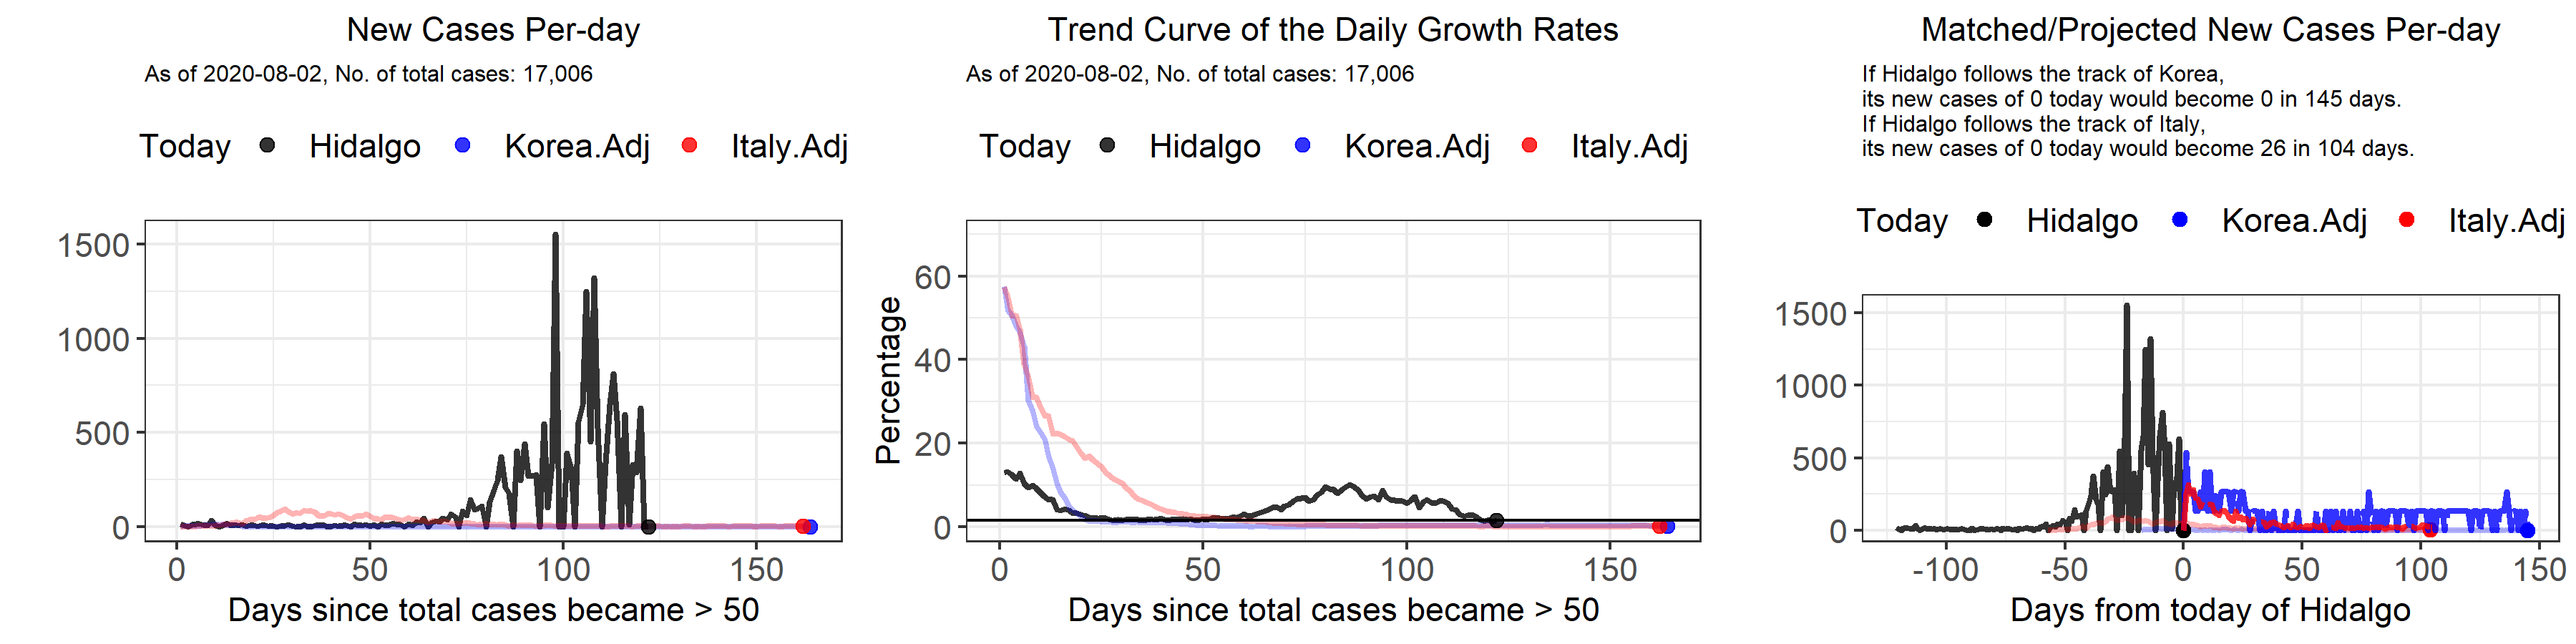 New Cases Per-day
As of 2020-08-02, No. of total cases: 17,006
Today Hidalgo Korea.Adj Italy.Adj
1500
1000
500
0
0 50 100 150
Days since total cases became > 50
Trend Curve of the Daily Growth Rates
As of 2020-08-02, No. of total cases: 17,006
Today Hidalgo Korea.Adj Italy.Adj
Percentage
60
40
20
0
0 50 100 150
Days since total cases became > 50
Matched/Projected New Cases Per-day
If Hidalgo follows the track of Korea,
its new cases of 0 today would become 0 in 145 days.
If Hidalgo follows the track of Italy,
its new cases of 0 today would become 26 in 104 days.
Today Hidalgo Korea.Adj Italy.Adj
1500
1000
500
0
-100 -50 0 50 100 150
Days from today of Hidalgo